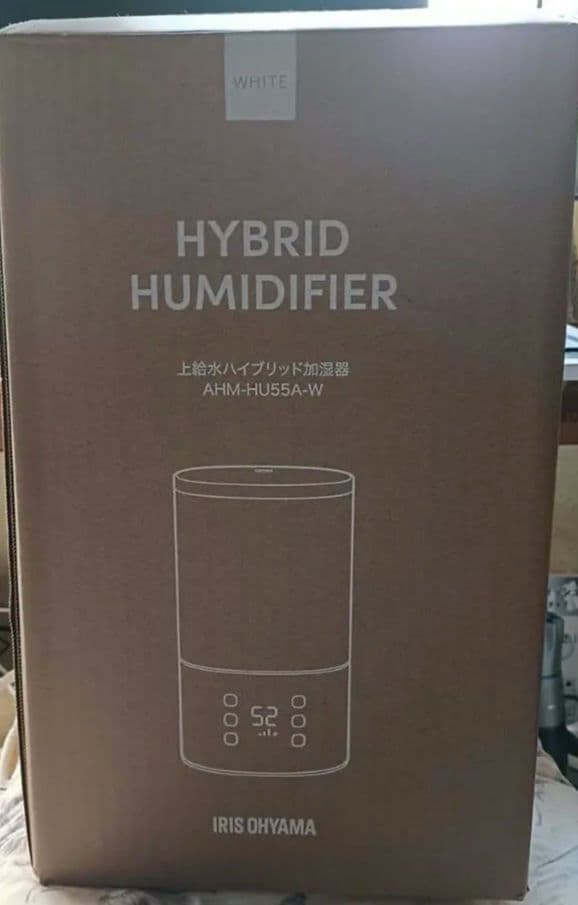 WHITE
HYBRID
HUMIDIFIER
上給水ハイブリッド加湿器
AHM-HU55A-W
52
IRIS OHYAMA